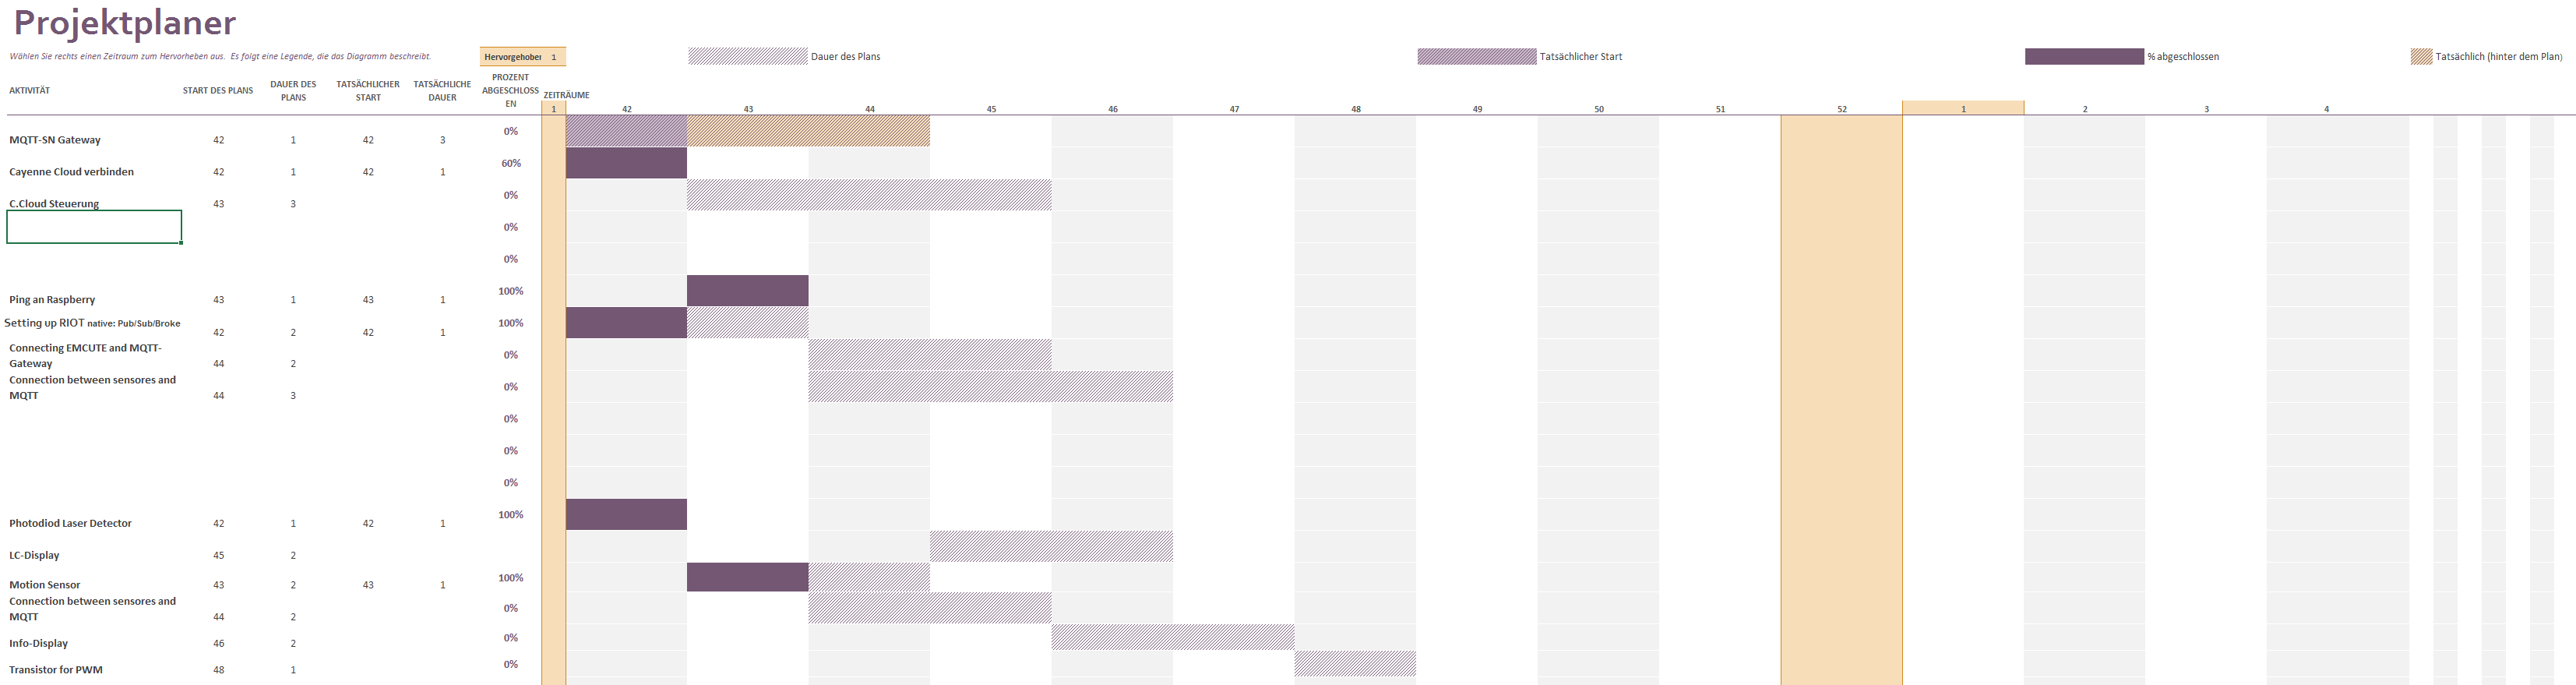 Projektplaner
Wählen Sie rechts einen Zeitraum zum Hervorheben aus. Es folgt eine Legende, die das Diagramm beschreibt.
Hervorgehober 1
Dauer des Plans
Tatsächlicher Start
% abgeschlossen
Tatsächlich (hinter dem Plan)
AKTIVITÄT
START DES PLANS
DAUER DES
PLANS
TATSÄCHLICHER
START
TATSÄCHLICHE
DAUER
PROZENT
ABGESCHLOSS
EN
ZEITRÄUME
1 42 43 44 45 46 47 48 49 50 51 52 1 2 3 4
MQTT-SN Gateway 42 1 42 3 0%
Cayenne Cloud verbinden 42 1 42 1 60%
C.Cloud Steuerung 43 3 0%
0%
0%
Ping an Raspberry 43 1 43 1 100%
Setting up RIOT native: Pub/Sub/Broke 42 2 42 1 100%
Connecting EMCUTE and MQTT-
Gateway 44 2 0%
Connection between sensores and
MQTT 44 3 0%
0%
0%
0%
Photodiod Laser Detector 42 1 42 1 100%
LC-Display 45 2
Motion Sensor 43 2 43 1 100%
Connection between sensores and
MQTT 44 2 0%
Info-Display 46 2 0%
Transistor for PWM 48 1 0%